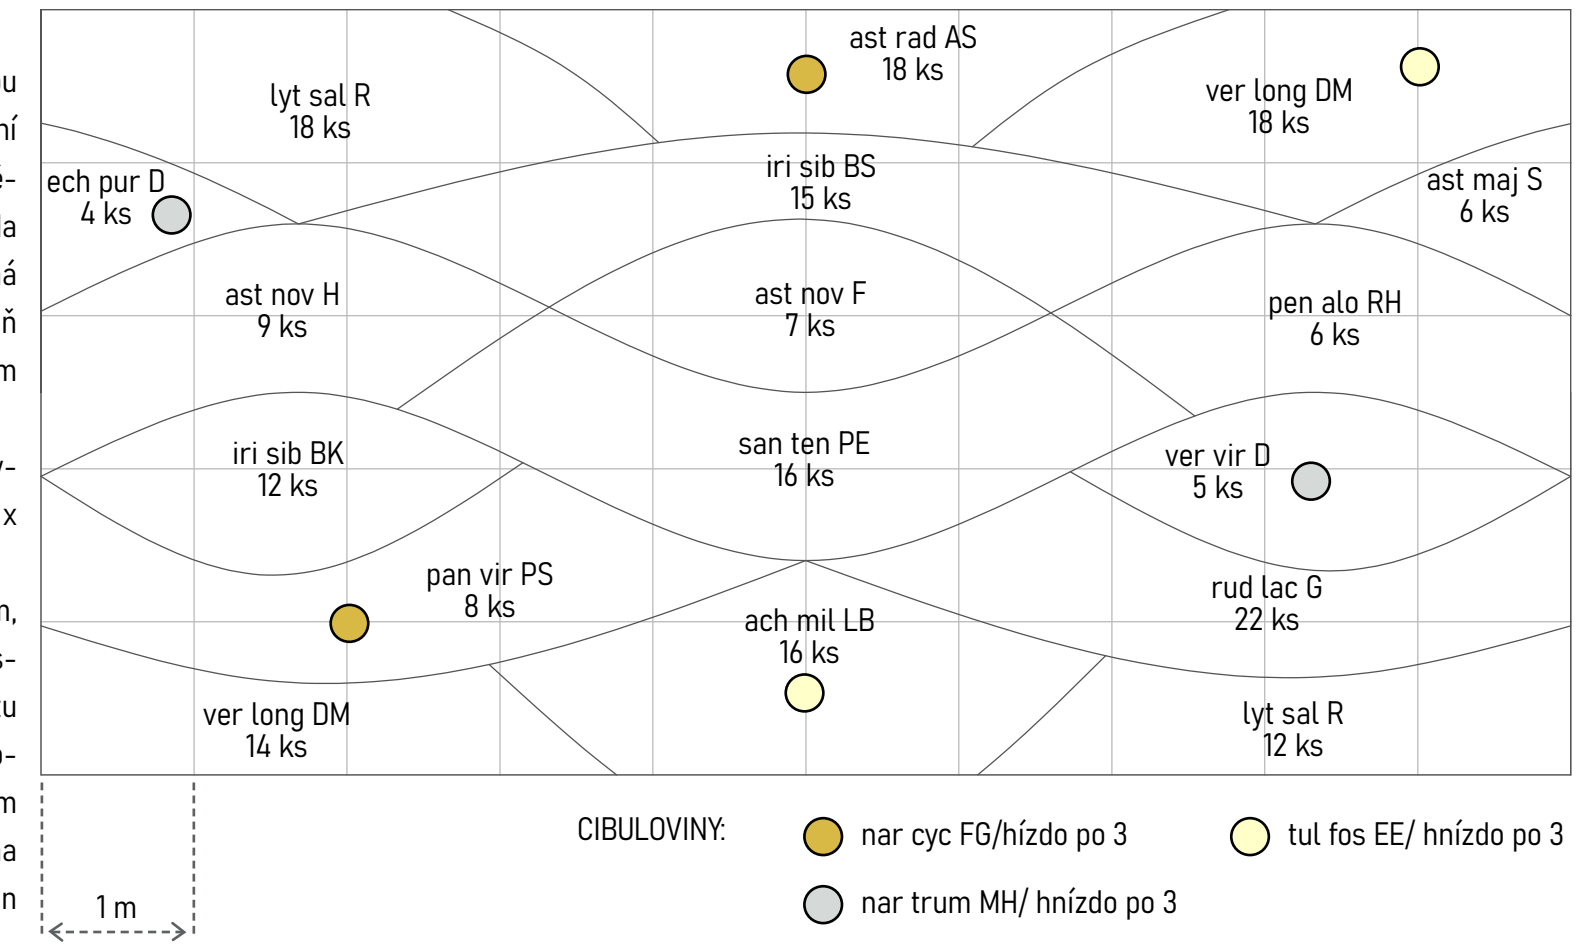 ast rad AS
18 ks
lyt sal R
18 ks
ver long DM
18 ks
iri sib BS
15 ks
ech pur D
4 ks
ast maj S
6 ks
ast nov H
9 ks
ast nov F
7 ks
pen alo RH
6 ks
iri sib BK
12 ks
san ten PE
16 ks
ver vir D
5 ks
pan vir PS
8 ks
rud lac G
22 ks
ach mil LB
16 ks
ver long DM
14 ks
lyt sal R
12 ks
CIBULOVINY:
nar cyc FG/hízdo po 3
tul fos EE/ hnízdo po 3
nar trum MH/ hnízdo po 3
1 m